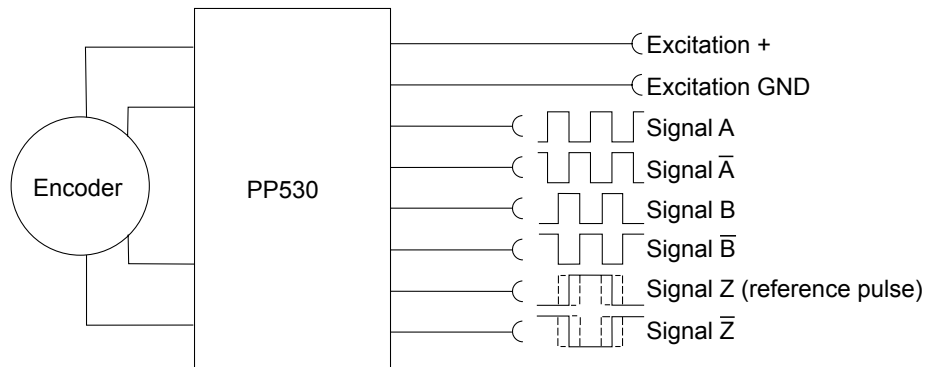 Encoder
PP530
Excitation +
Excitation GND
Signal A
Signal A̅
Signal B
Signal B̅
Signal Z (reference pulse)
Signal Z̅